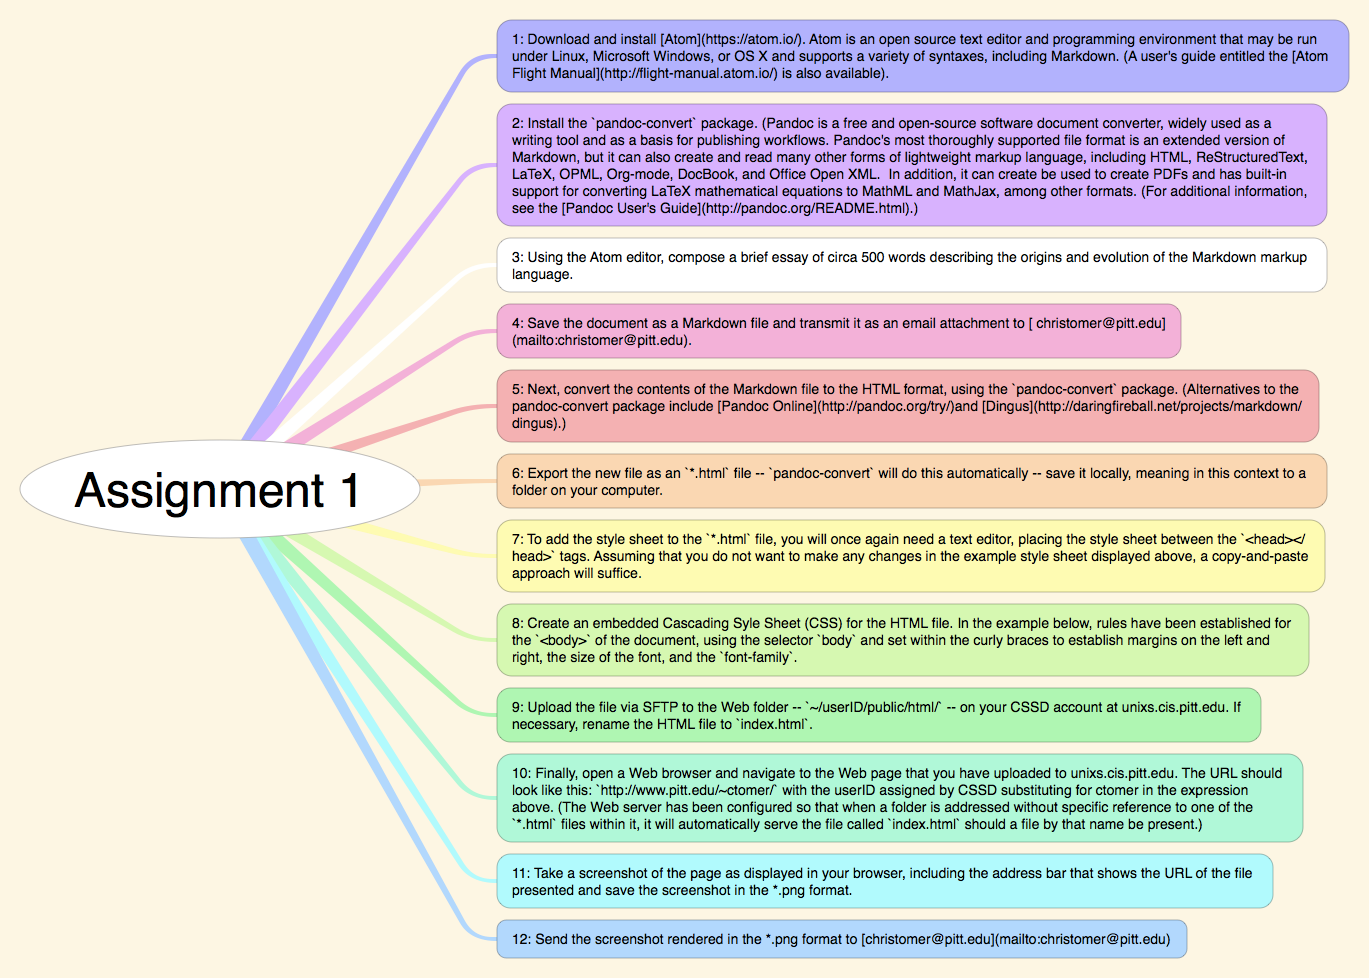 1: Download and install [Atom](https://atom.io/). Atom is an open source text editor and programming environment that may be run
under Linux, Microsoft Windows, or OS X and supports a variety of syntaxes, including Markdown. (A user's guide entitled the [Atom
Flight Manual](http://flight-manual.atom.io/) is also available).
2: Install the `pandoc-convert` package. (Pandoc is a free and open-source software document converter, widely used as a
writing tool and as a basis for publishing workflows. Pandoc's most thoroughly supported file format is an extended version of
Markdown, but it can also create and read many other forms of lightweight markup language, including HTML, ReStructuredText,
LaTeX, OPML, Org-mode, DocBook, and Office Open XML.  In addition, it can create be used to create PDFs and has built-in
support for converting LaTeX mathematical equations to MathML and MathJax, among other formats. (For additional information,
see the [Pandoc User's Guide](http://pandoc.org/README.html).)
3: Using the Atom editor, compose a brief essay of circa 500 words describing the origins and evolution of the Markdown markup
language.
4: Save the document as a Markdown file and transmit it as an email attachment to [ christomer@pitt.edu]
(mailto:christomer@pitt.edu).
5: Next, convert the contents of the Markdown file to the HTML format, using the `pandoc-convert` package. (Alternatives to the
pandoc-convert package include [Pandoc Online](http://pandoc.org/try/)and [Dingus](http://daringfireball.net/projects/markdown/
dingus).)
Assignment 1
6: Export the new file as an `*.html` file -- `pandoc-convert` will do this automatically -- save it locally, meaning in this context to a
folder on your computer.
7: To add the style sheet to the `*.html` file, you will once again need a text editor, placing the style sheet between the `<head></
head>` tags. Assuming that you do not want to make any changes in the example style sheet displayed above, a copy-and-paste
approach will suffice.
8: Create an embedded Cascading Syle Sheet (CSS) for the HTML file. In the example below, rules have been established for
the `<body>` of the document, using the selector `body` and set within the curly braces to establish margins on the left and
right, the size of the font, and the `font-family`.
9: Upload the file via SFTP to the Web folder -- `~/userID/public/html/` -- on your CSSD account at unixs.cis.pitt.edu. If
necessary, rename the HTML file to `index.html`.
10: Finally, open a Web browser and navigate to the Web page that you have uploaded to unixs.cis.pitt.edu. The URL should
look like this: `http://www.pitt.edu/~ctomer/` with the userID assigned by CSSD substituting for ctomer in the expression
above. (The Web server has been configured so that when a folder is addressed without specific reference to one of the
`*.html` files within it, it will automatically serve the file called `index.html` should a file by that name be present.)
11: Take a screenshot of the page as displayed in your browser, including the address bar that shows the URL of the file
presented and save the screenshot in the *.png format.
12: Send the screenshot rendered in the *.png format to [christomer@pitt.edu](mailto:christomer@pitt.edu)